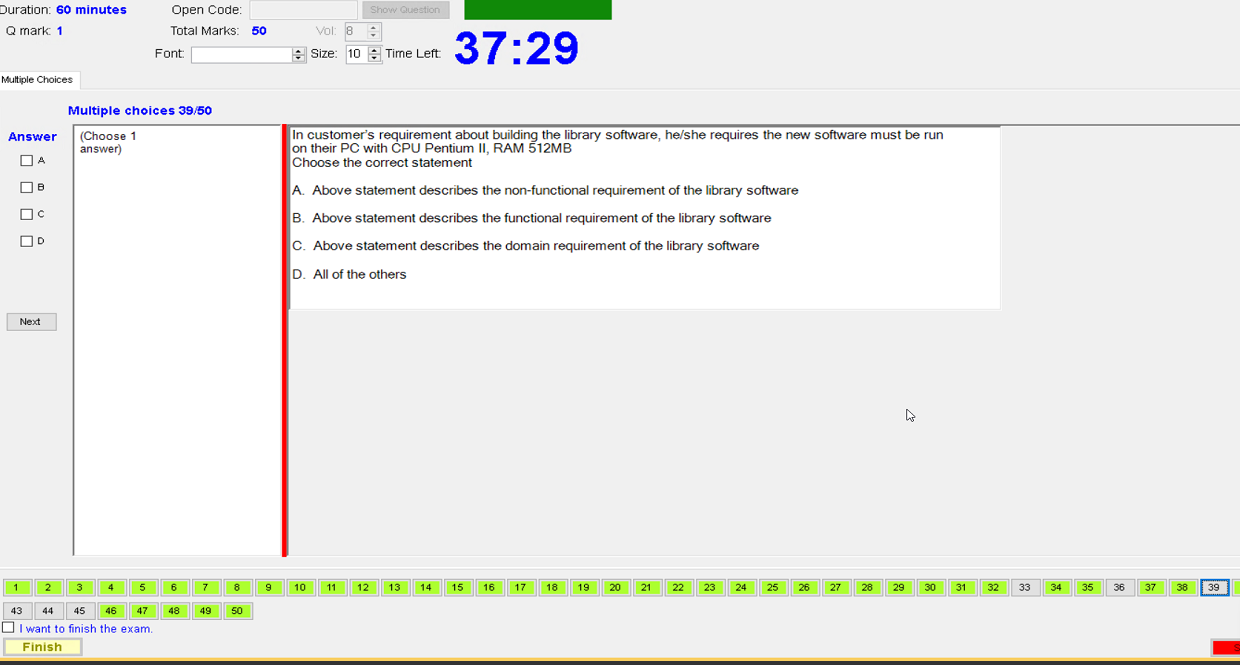 Duration: 60 minutes Open Code: Show Question
Q mark: 1 Total Marks: 50 Vol: 8
Font: Size: 10 Time Left: 37:29
Multiple Choices
Multiple choices 39/50
Answer
(Choose 1
answer)
A
B
C
D
Next
In customer's requirement about building the library software, he/she requires the new software must be run
on their PC with CPU Pentium II, RAM 512MB
Choose the correct statement
A. Above statement describes the non-functional requirement of the library software
B. Above statement describes the functional requirement of the library software
C. Above statement describes the domain requirement of the library software
D. All of the others
1 2 3 4 5 6 7 8 9 10 11 12 13 14 15 16 17 18 19 20 21 22 23 24 25 26 27 28 29 30 31 32 33 34 35 36 37 38 39
43 44 45 46 47 48 49 50
I want to finish the exam.
Finish